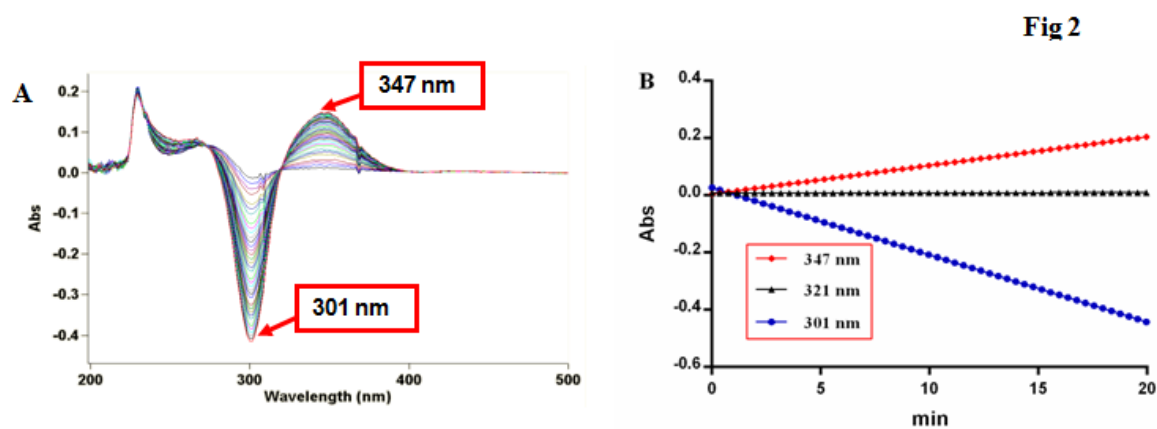 Fig 2
A
347 nm
301 nm
0.2
0.1
0.0
-0.1
-0.2
-0.3
-0.4
Abs
200 300 400 500
Wavelength (nm)
B
0.4
0.2
0.0
-0.2
-0.4
-0.6
Abs
347 nm
321 nm
301 nm
0 5 10 15 20
min